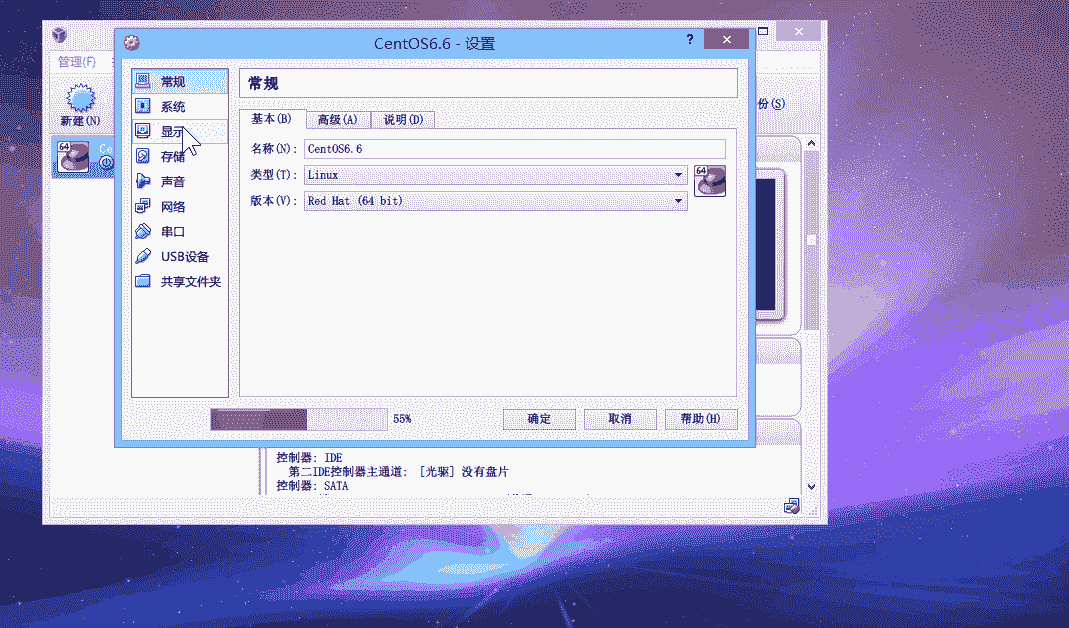 CentOS6.6 - 设置
?
管理(F)
新建(N)
份(S)
64
Ce
常规
系统
显示
存储
声音
网络
串口
USB设备
共享文件夹
常规
基本(B)
高级(A)
说明(D)
名称(N): CentOS6.6
类型(T): Linux
64
版本(V): Red Hat (64 bit)
55%
确定
取消
帮助(H)
控制器: IDE
第二IDE控制器主通道: [光驱] 没有盘片
控制器: SATA